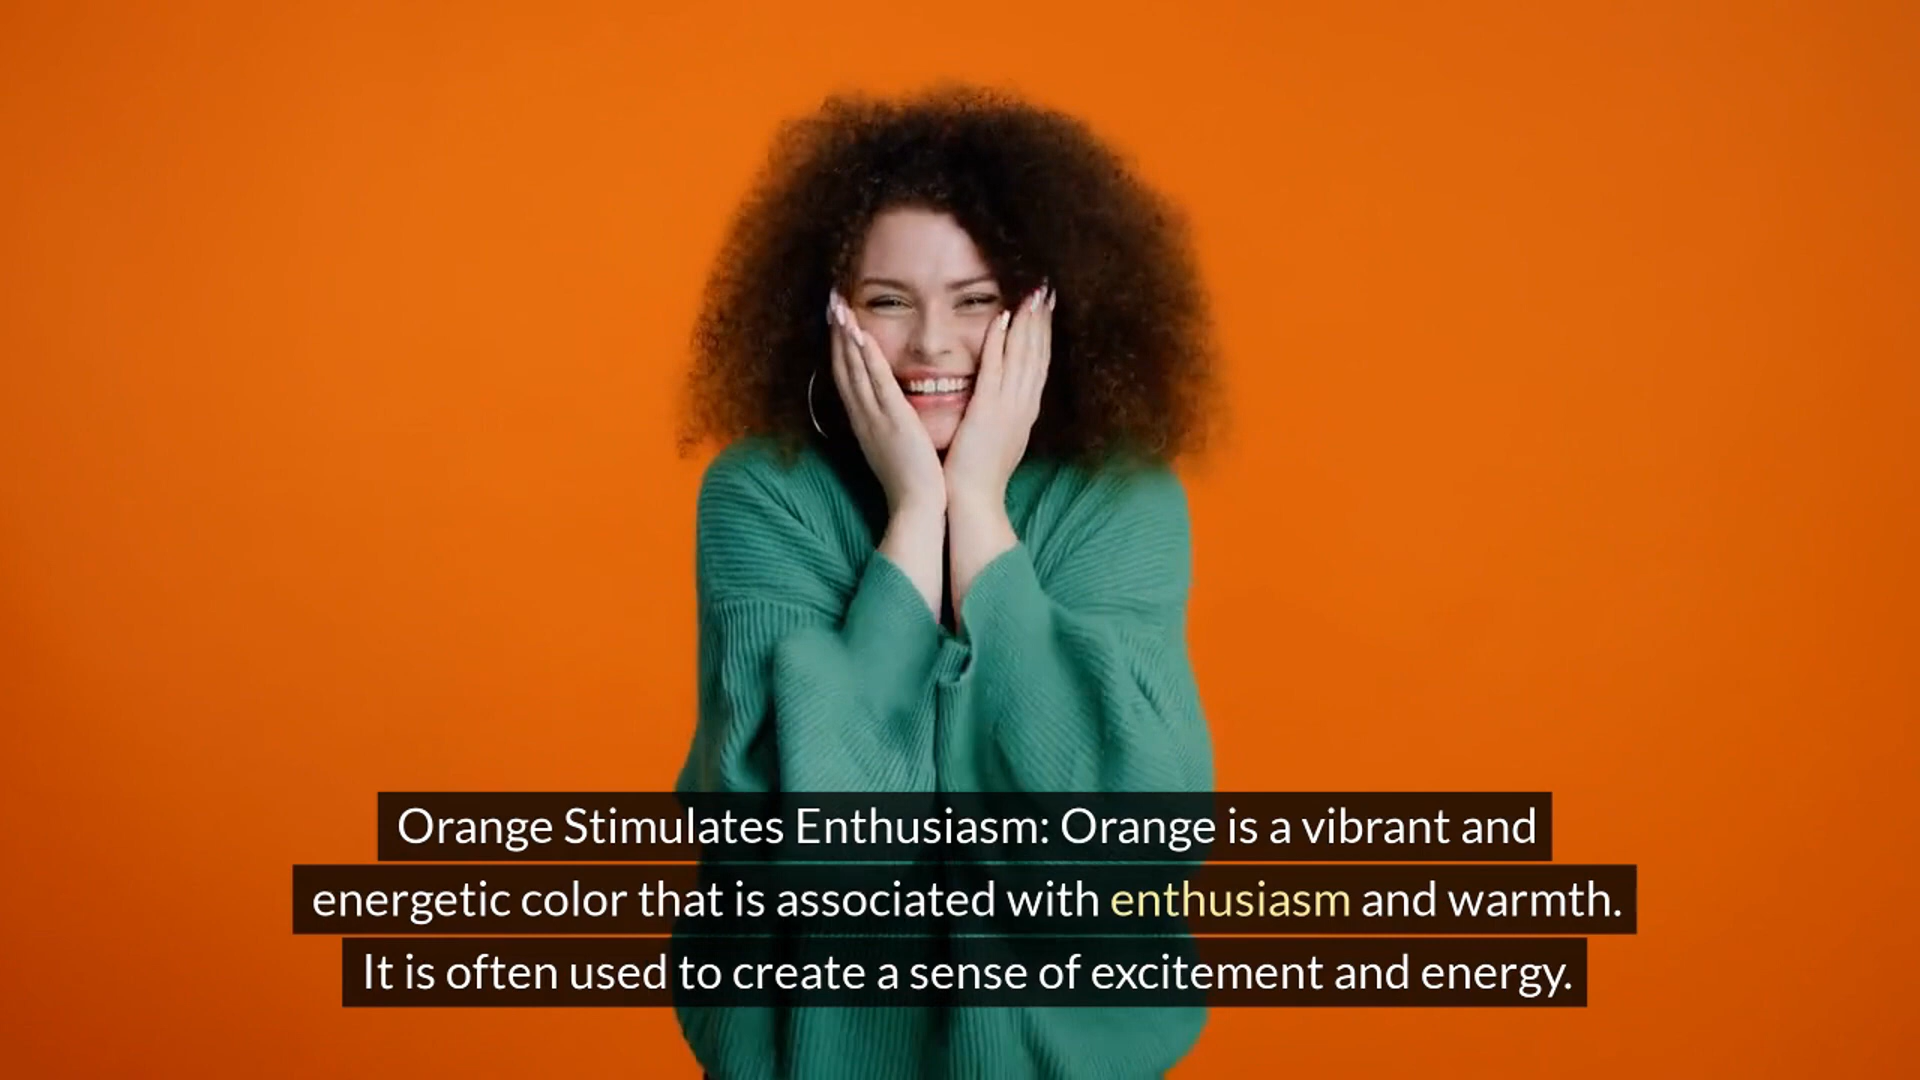 Orange Stimulates Enthusiasm: Orange is a vibrant and
energetic color that is associated with enthusiasm and warmth.
It is often used to create a sense of excitement and energy.